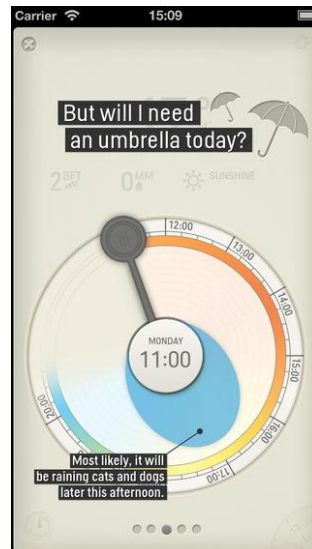 Carrier 15:09
But will I need
an umbrella today?
2 BFT 0 MM SUNSHINE
12:00
13:00
14:00
15:00
16:00
17:00
20:00
MONDAY
11:00
Most likely, it will
be raining cats and dogs
later this afternoon.